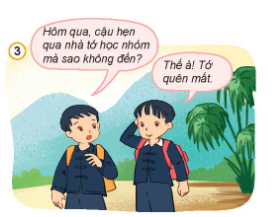 3
Hôm qua, cậu hẹn
qua nhà tớ học nhóm
mà sao không đến?
Thế à! Tớ
quên mất.